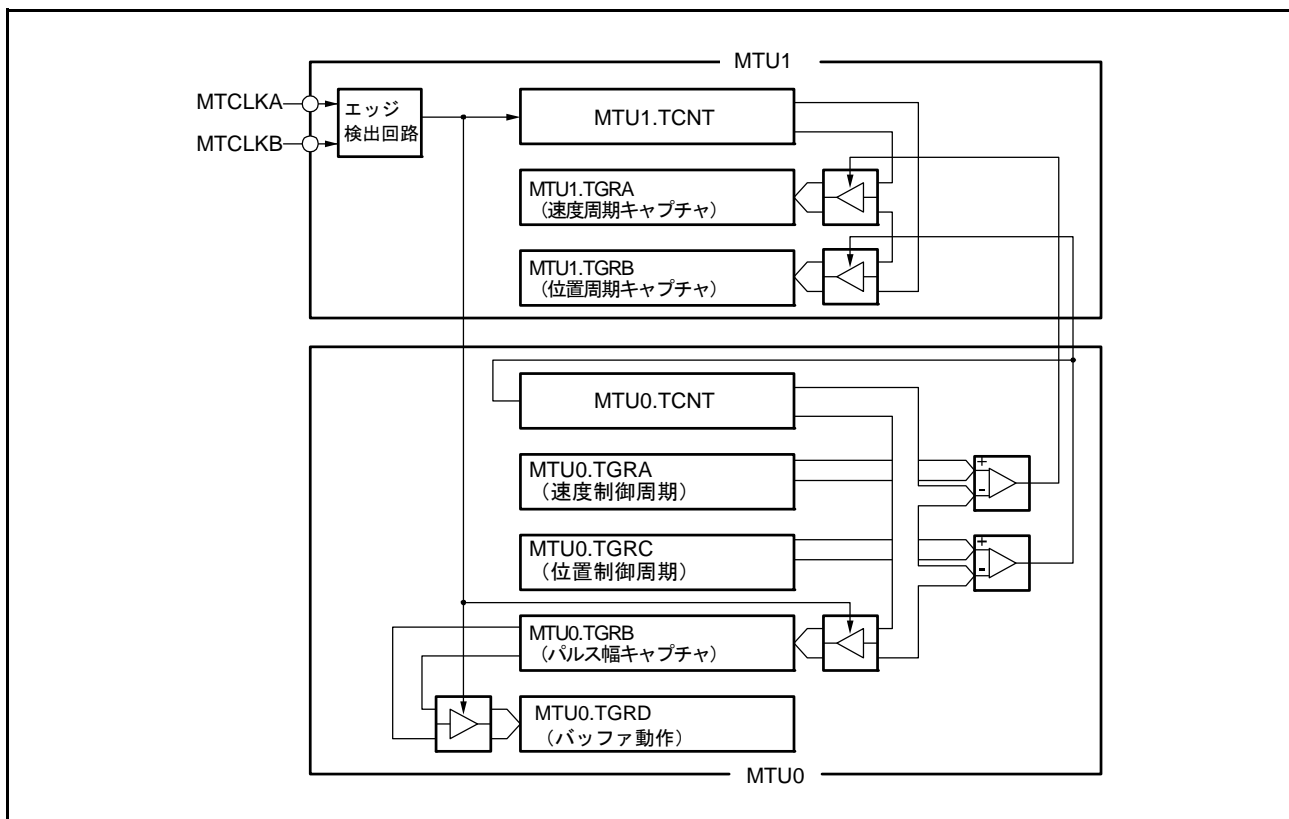 MTU1
MTCLKA
MTCLKB
エッジ
検出回路
MTU1.TCNT
MTU1.TGRA
(速度周期キャプチャ)
MTU1.TGRB
(位置周期キャプチャ)
MTU0.TCNT
MTU0.TGRA
(速度制御周期)
+
-
MTU0.TGRC
(位置制御周期)
+
-
MTU0.TGRB
(パルス幅キャプチャ)
MTU0.TGRD
(バッファ動作)
MTU0